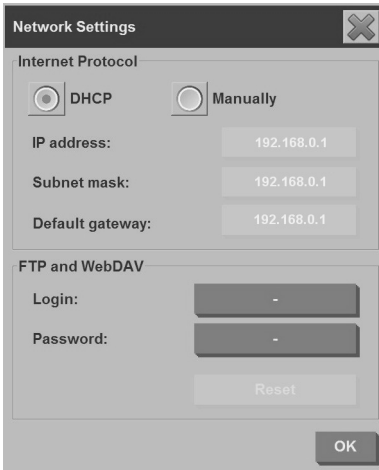 Network Settings
Internet Protocol
DHCP Manually
IP address: 192.168.0.1
Subnet mask: 192.168.0.1
Default gateway: 192.168.0.1
FTP and WebDAV
Login: -
Password: -
Reset
OK